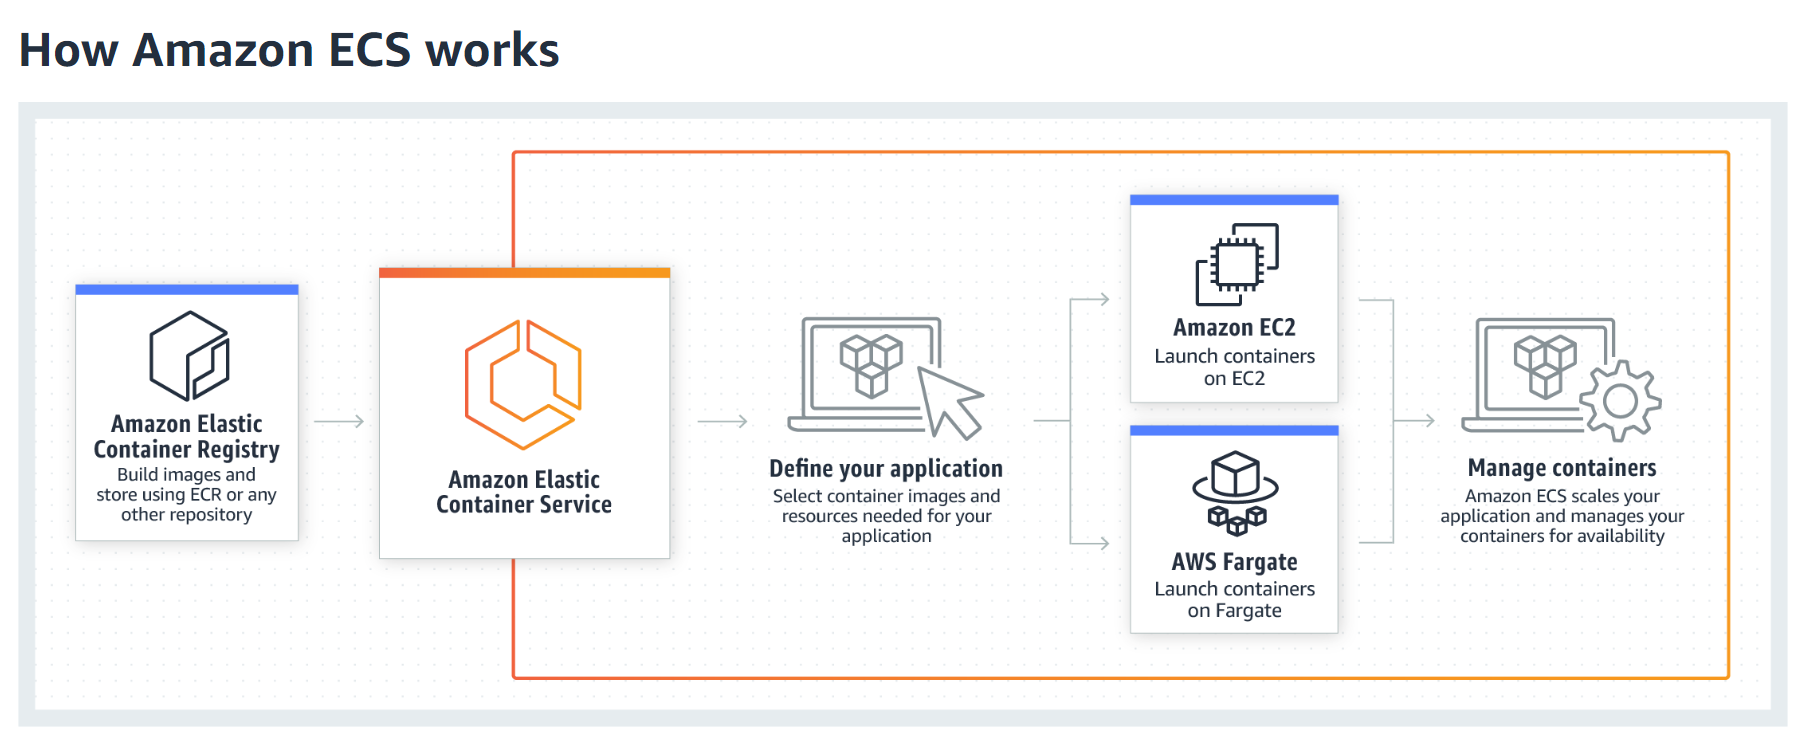 How Amazon ECS works
Amazon Elastic
Container Registry
Build images and
store using ECR or any
other repository
Amazon Elastic
Container Service
Define your application
Select container images and
resources needed for your
application
Amazon EC2
Launch containers
on EC2
AWS Fargate
Launch containers
on Fargate
Manage containers
Amazon ECS scales your
application and manages your
containers for availability